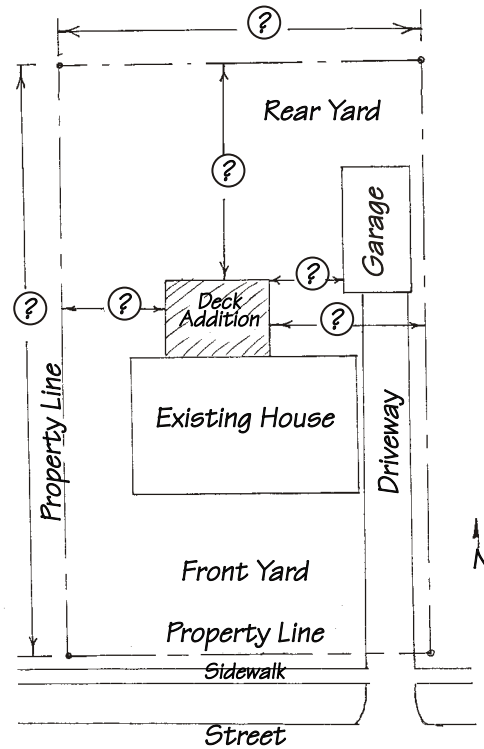 ?
Rear Yard
?
Garage
?
?
?
Deck
Addition
?
Property Line
Existing House
Driveway
Front Yard
Property Line
Sidewalk
Street